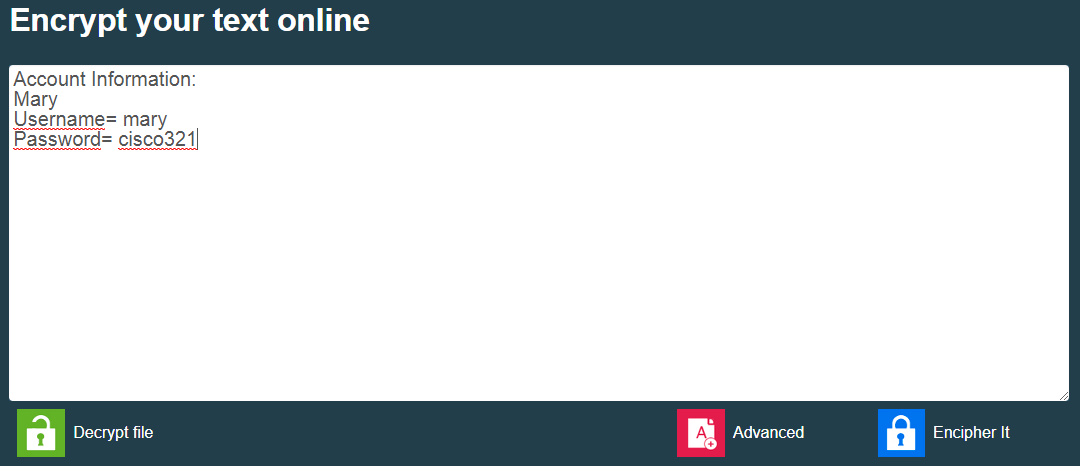 Encrypt your text online
Account Information:
Mary
Username= mary
Password= cisco321
Decrypt file
A
Advanced
Encipher It